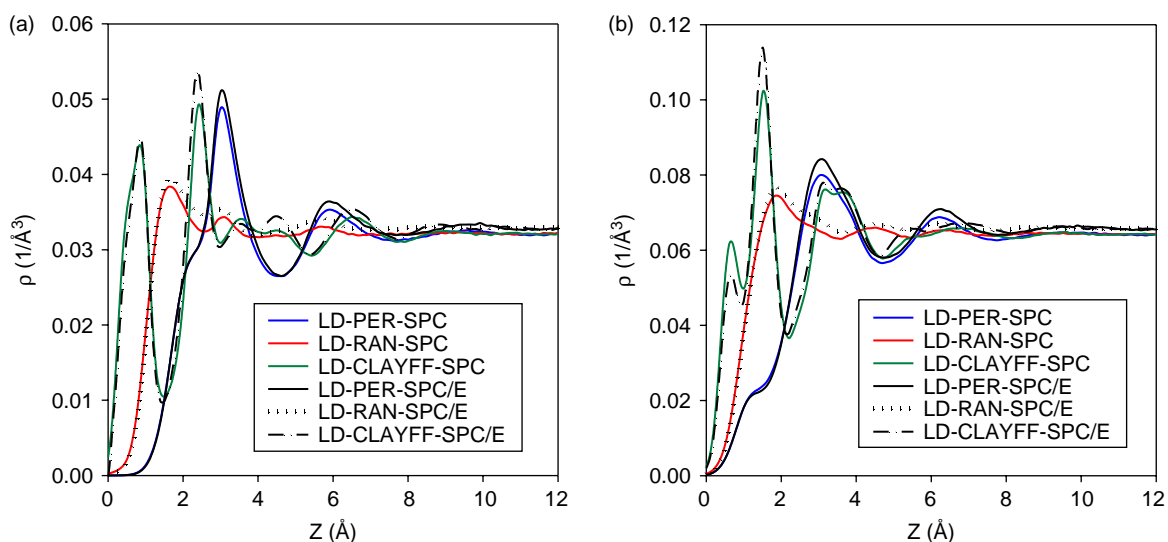 (a)
0.06
0.05
0.04
0.03
0.02
0.01
0.00
ρ (1/Å³)
0 2 4 6 8 10 12
Z (Å)
LD-PER-SPC
LD-RAN-SPC
LD-CLAYFF-SPC
LD-PER-SPC/E
LD-RAN-SPC/E
LD-CLAYFF-SPC/E
(b)
0.12
0.10
0.08
0.06
0.04
0.02
0.00
ρ (1/Å³)
0 2 4 6 8 10 12
Z (Å)
LD-PER-SPC
LD-RAN-SPC
LD-CLAYFF-SPC
LD-PER-SPC/E
LD-RAN-SPC/E
LD-CLAYFF-SPC/E